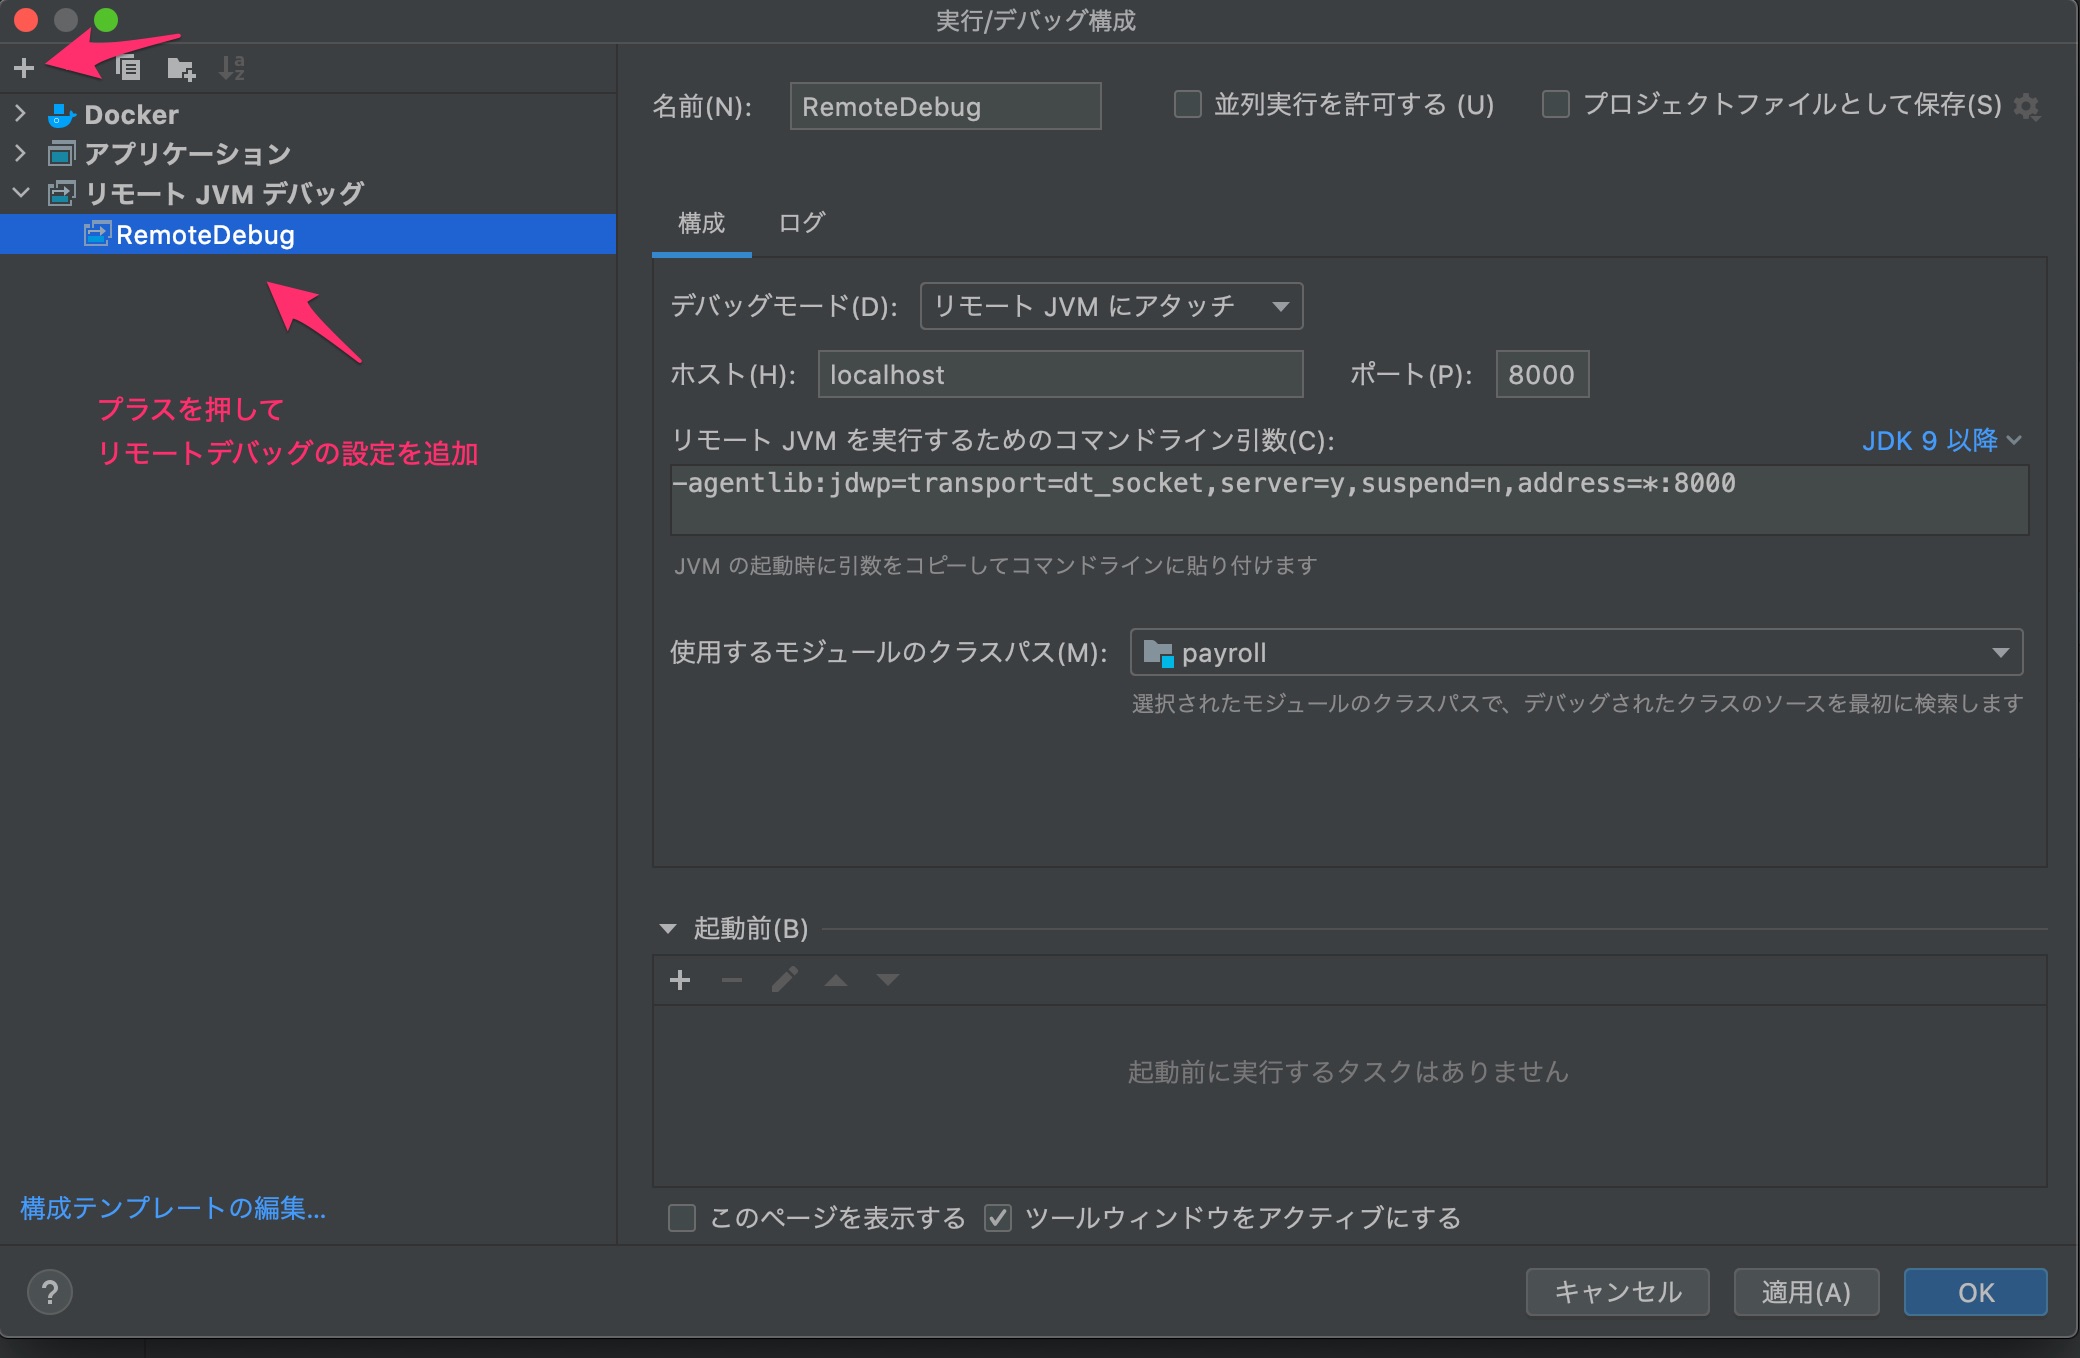 実行/デバッグ構成
Docker
アプリケーション
リモート JVM デバッグ
RemoteDebug
プラスを押して
リモートデバッグの設定を追加
構成テンプレートの編集...
名前(N):
RemoteDebug
並列実行を許可する (U)
プロジェクトファイルとして保存(S)
構成
ログ
デバッグモード(D):
リモート JVM にアタッチ
ホスト(H):
localhost
ポート(P):
8000
リモート JVM を実行するためのコマンドライン引数(C):
JDK 9 以降
-agentlib:jdwp=transport=dt_socket,server=y,suspend=n,address=*:8000
JVM の起動時に引数をコピーしてコマンドラインに貼り付けます
使用するモジュールのクラスパス(M):
payroll
選択されたモジュールのクラスパスで、デバッグされたクラスのソースを最初に検索します
起動前(B)
起動前に実行するタスクはありません
このページを表示する
ツールウィンドウをアクティブにする
?
キャンセル
適用(A)
OK